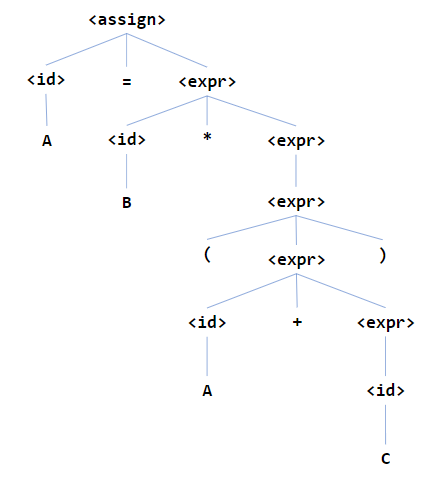 <assign>
<id> = <expr>
A <id> * <expr>
B <expr>
( <expr> )
<id> + <expr>
A <id>
C